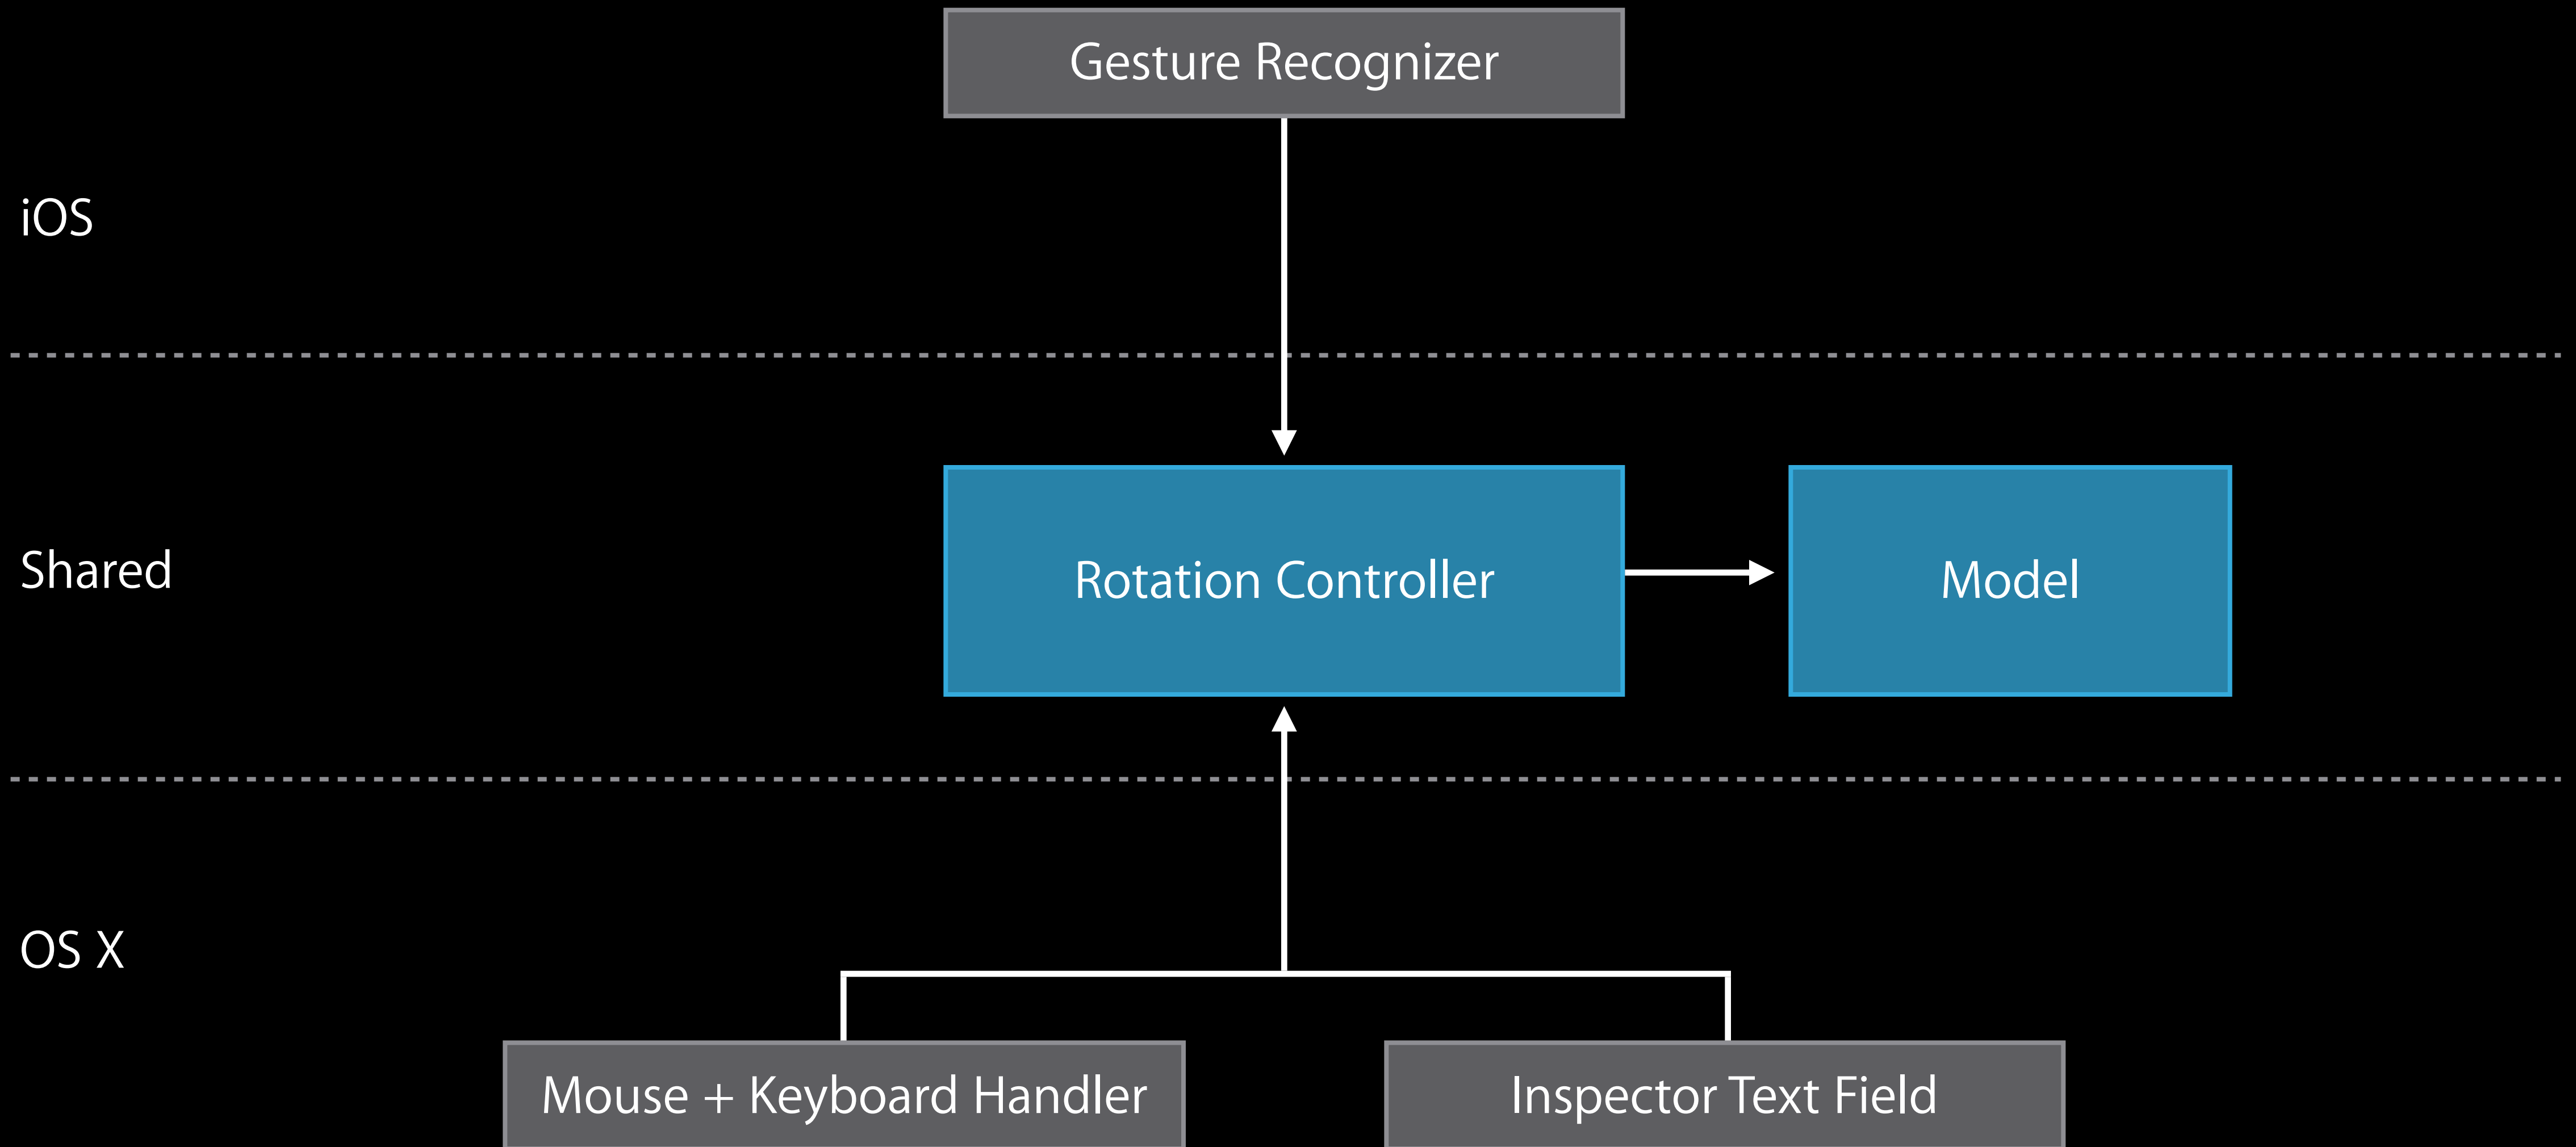 Gesture Recognizer
iOS
Shared
Rotation Controller
Model
OS X
Mouse + Keyboard Handler
Inspector Text Field